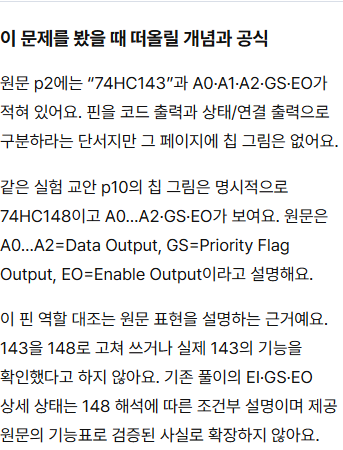 이 문제를 봤을 때 떠올릴 개념과 공식
원문 p2에는 “74HC143”과 A0·A1·A2·GS·EO가
적혀 있어요. 핀을 코드 출력과 상태/연결 출력으로
구분하라는 단서지만 그 페이지에 칩 그림은 없어요.
같은 실험 교안 p10의 칩 그림은 명시적으로
74HC148이고 A0…A2·GS·EO가 보여요. 원문은
A0…A2=Data Output, GS=Priority Flag
Output, EO=Enable Output이라고 설명해요.
이 핀 역할 대조는 원문 표현을 설명하는 근거예요.
143을 148로 고쳐 쓰거나 실제 143의 기능을
확인했다고 하지 않아요. 기존 풀이의 EI·GS·EO
상세 상태는 148 해석에 따른 조건부 설명이며 제공
원문의 기능표로 검증된 사실로 확장하지 않아요.